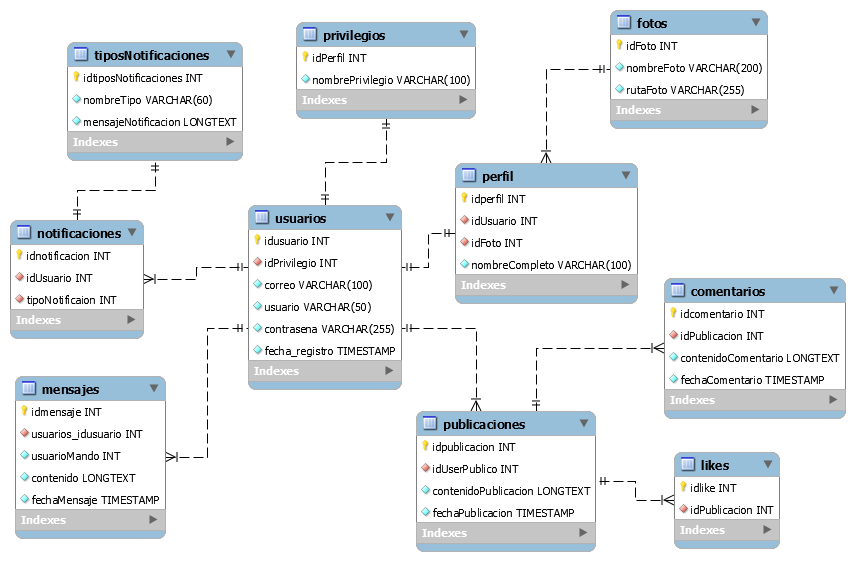 tiposNotificaciones
idtiposNotificaciones INT
nombreTipo VARCHAR(60)
mensajeNotificacion LONGTEXT
Indexes
privilegios
idPerfil INT
nombrePrivilegio VARCHAR(100)
Indexes
fotos
idFoto INT
nombreFoto VARCHAR(200)
rutaFoto VARCHAR(255)
Indexes
perfil
idperfil INT
idUsuario INT
idFoto INT
nombreCompleto VARCHAR(100)
Indexes
notificaciones
idnotificacion INT
idUsuario INT
tipoNotificaion INT
Indexes
usuarios
idusuario INT
idPrivilegio INT
correo VARCHAR(100)
usuario VARCHAR(50)
contrasena VARCHAR(255)
fecha_registro TIMESTAMP
Indexes
comentarios
idcomentario INT
idPublicacion INT
contenidoComentario LONGTEXT
fechaComentario TIMESTAMP
Indexes
mensajes
idmensaje INT
usuarios_idusuario INT
usuarioMando INT
contenido LONGTEXT
fechaMensaje TIMESTAMP
Indexes
publicaciones
idpublicacion INT
idUserPublico INT
contenidoPublicacion LONGTEXT
fechaPublicacion TIMESTAMP
Indexes
likes
idlike INT
idPublicacion INT
Indexes